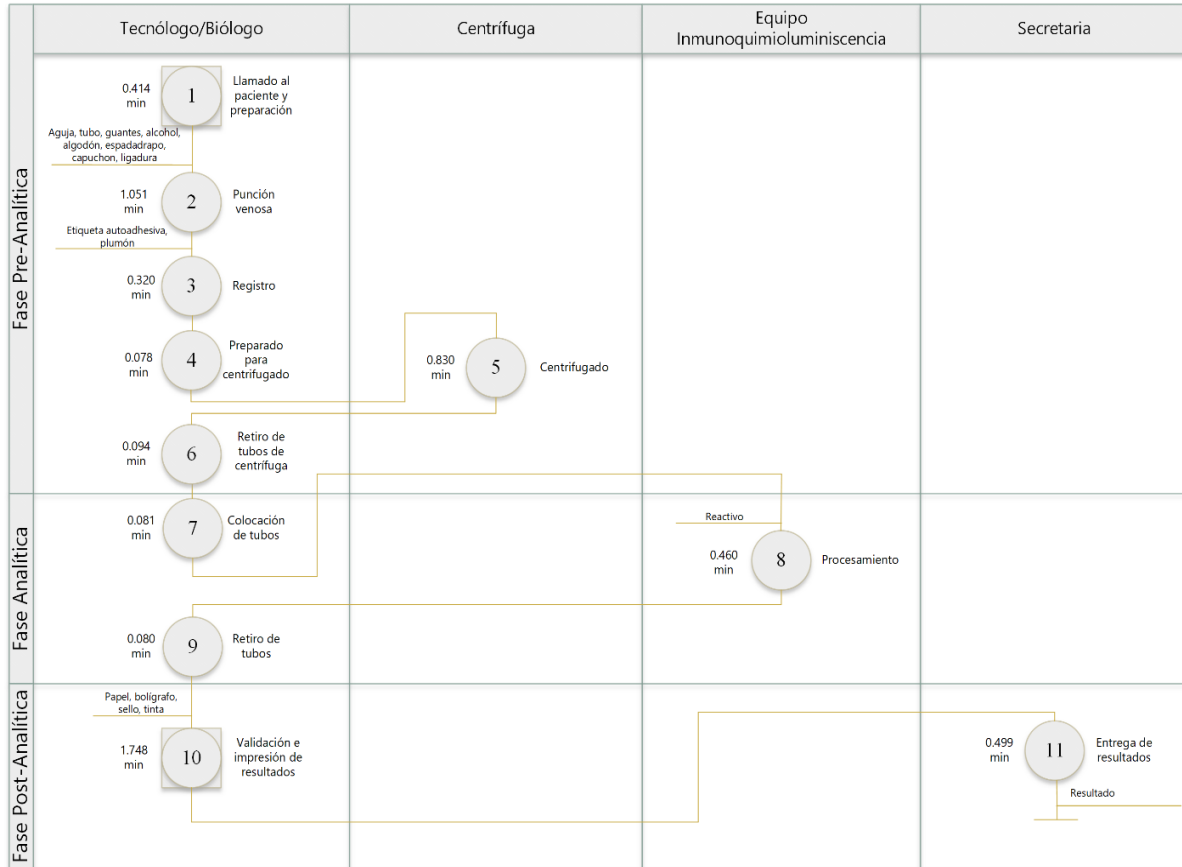 Tecnólogo/Biólogo
Centrífuga
Equipo
Inmunoquimioluminiscencia
Secretaria
Fase Pre-Analítica
0.414
min
1
Llamado al
paciente y
preparación
Aguja, tubo, guantes, alcohol,
algodón, espadadrapo,
capuchon, ligadura
1.051
min
2
Punción
venosa
Etiqueta autoadhesiva,
plumón
0.320
min
3
Registro
0.078
min
4
Preparado
para
centrifugado
0.830
min
5
Centrifugado
0.094
min
6
Retiro de
tubos de
centrífuga
Fase Analítica
0.081
min
7
Colocación
de tubos
Reactivo
0.460
min
8
Procesamiento
0.080
min
9
Retiro de
tubos
Fase Post-Analítica
Papel, bolígrafo,
sello, tinta
1.748
min
10
Validación e
impresión de
resultados
0.499
min
11
Entrega de
resultados
Resultado